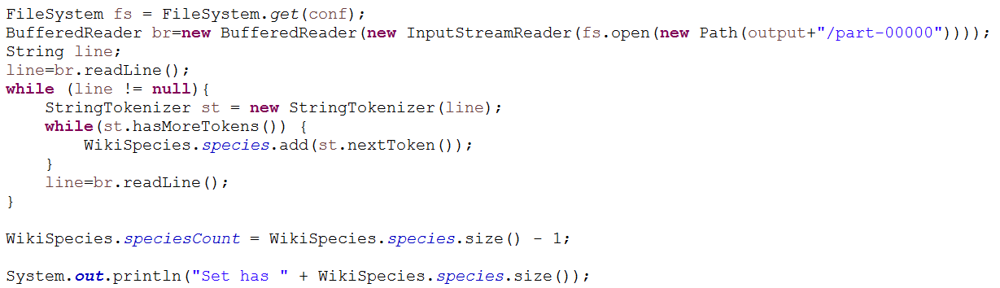 FileSystem fs = FileSystem.get(conf);
BufferedReader br=new BufferedReader(new InputStreamReader(fs.open(new Path(output+"/part-00000"))));
String line;
line=br.readLine();
while (line != null){
    StringTokenizer st = new StringTokenizer(line);
    while(st.hasMoreTokens()) {
        WikiSpecies.species.add(st.nextToken());
    }
    line=br.readLine();
}

WikiSpecies.speciesCount = WikiSpecies.species.size() - 1;

System.out.println("Set has " + WikiSpecies.species.size());